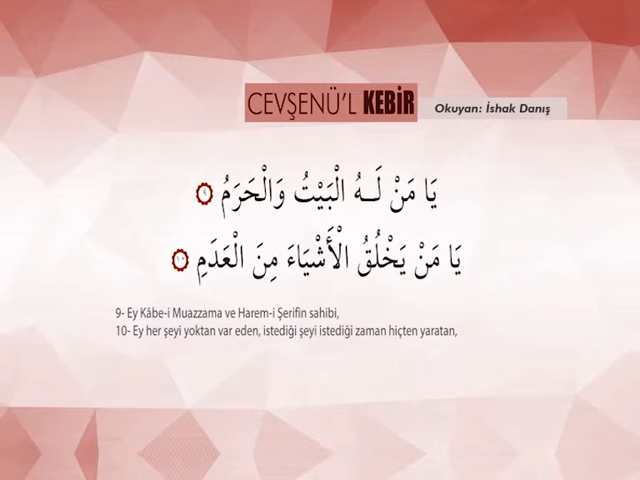 CEVŞENÜ'L KEBİR
Okuyan: İshak Danış
يَا مَنْ لَـهُ الْبَيْتُ وَالْحَرَمُ ٩
يَا مَنْ يَخْلُقُ الْأَشْيَاءَ مِنَ الْعَدَمِ ١٠
9- Ey Kâbe-i Muazzama ve Harem-i Şerifin sahibi,
10- Ey her şeyi yoktan var eden, istediği şeyi istediği zaman hiçten yaratan,